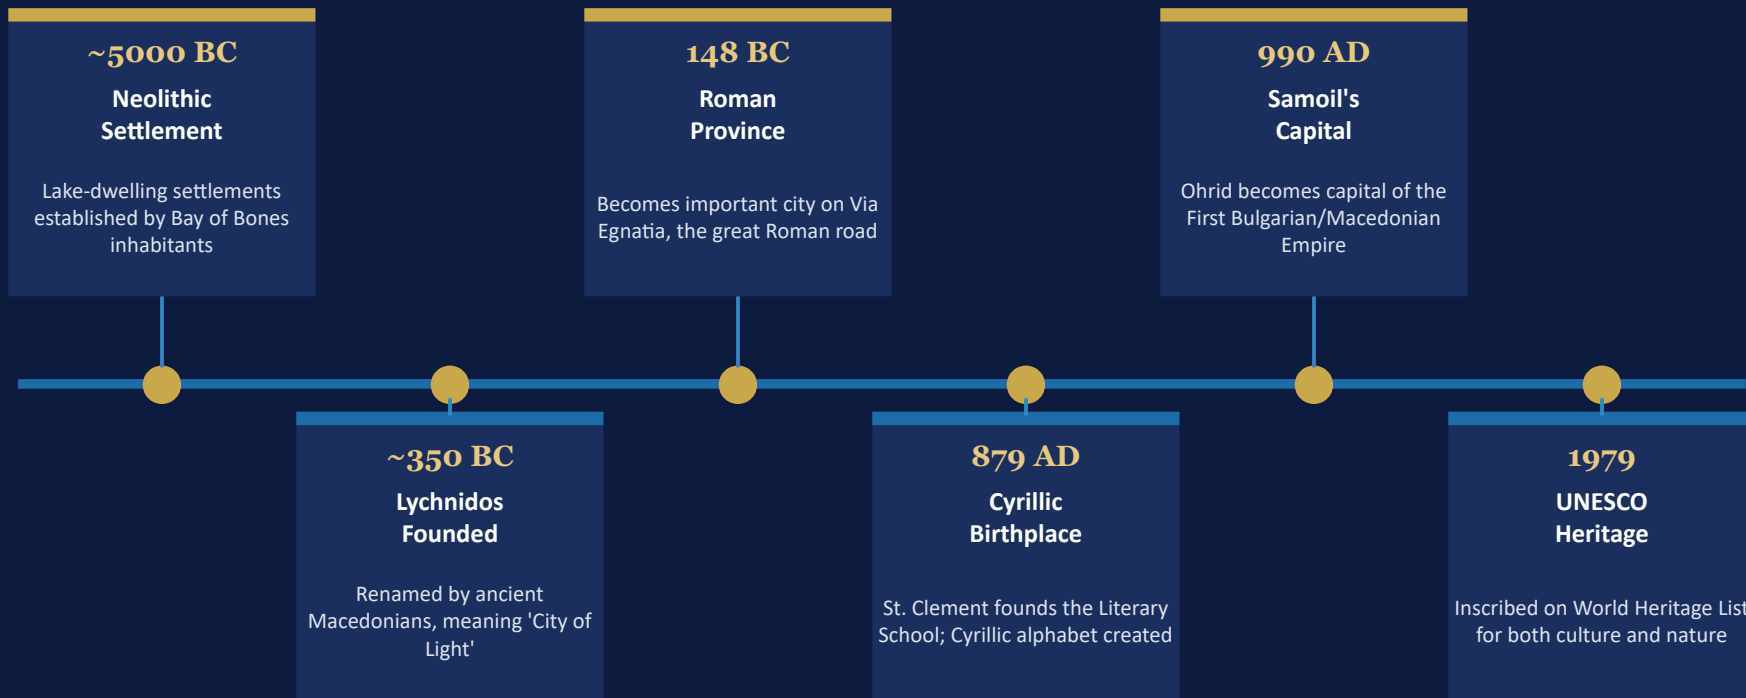 ~5000 BC
Neolithic
Settlement
Lake-dwelling settlements
established by Bay of Bones
inhabitants
~350 BC
Lychnidos
Founded
Renamed by ancient
Macedonians, meaning 'City of
Light'
148 BC
Roman
Province
Becomes important city on Via
Egnatia, the great Roman road
879 AD
Cyrillic
Birthplace
St. Clement founds the Literary
School; Cyrillic alphabet created
990 AD
Samoil's
Capital
Ohrid becomes capital of the
First Bulgarian/Macedonian
Empire
1979
UNESCO
Heritage
Inscribed on World Heritage List
for both culture and nature